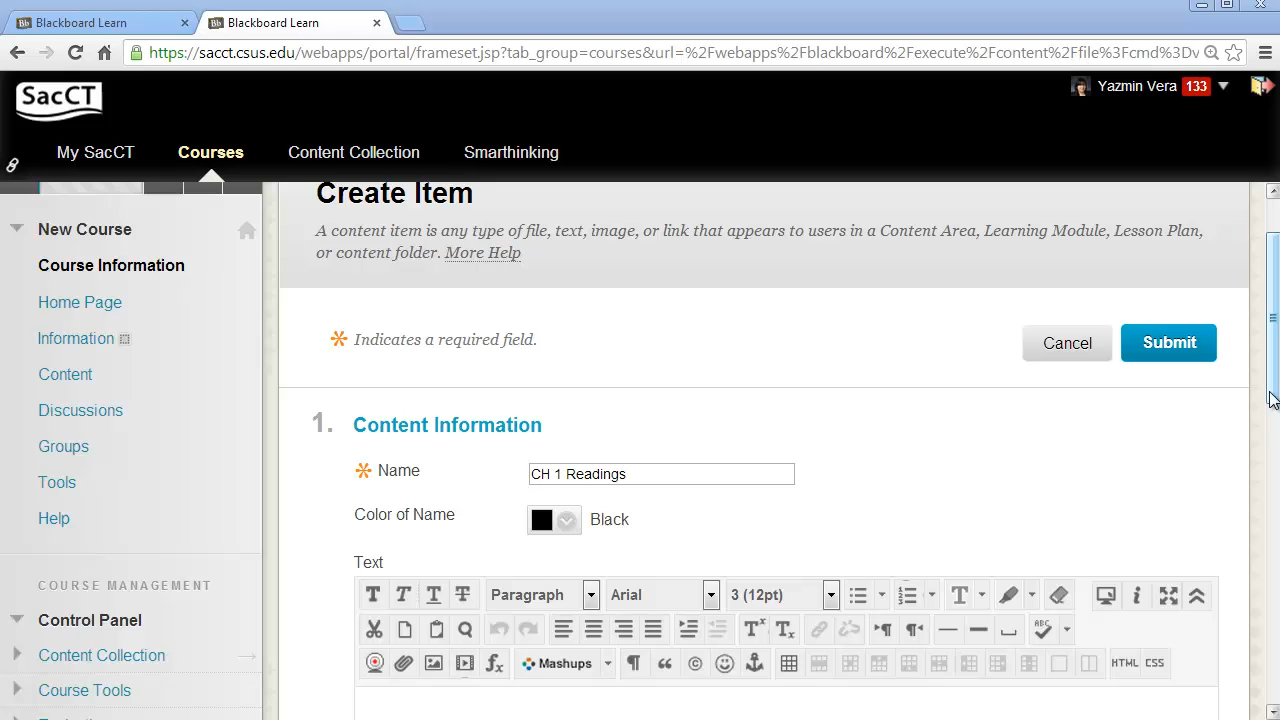 Blackboard Learn
Blackboard Learn
https://sacct.csus.edu/webapps/portal/frameset.jsp?tab_group=courses&url=%2Fwebapps%2Fblackboard%2Fexecute%2Fcontent%2Ffile%3Fcmd%3Dv
SacCT
Yazmin Vera 133
My SacCT Courses Content Collection Smarthinking
New Course
Course Information
Home Page
Information
Content
Discussions
Groups
Tools
Help
COURSE MANAGEMENT
Control Panel
Content Collection
Course Tools
Create Item
A content item is any type of file, text, image, or link that appears to users in a Content Area, Learning Module, Lesson Plan,
or content folder. More Help
Indicates a required field.
Cancel Submit
1. Content Information
Name CH 1 Readings
Color of Name Black
Text
T T T T Paragraph Arial 3 (12pt) T
ABC
Mashups HTML CSS